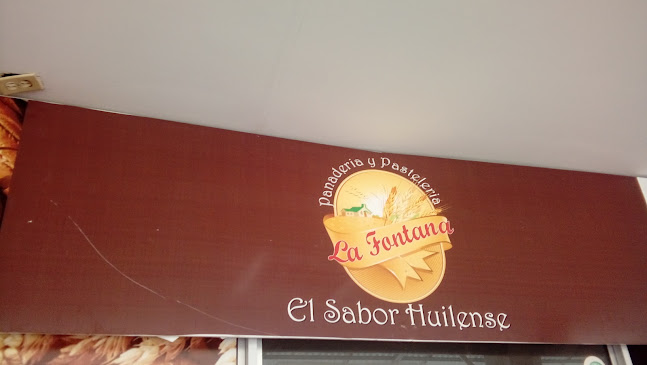 Panaderia y Pasteleria
La Fontana
El Sabor Huilense